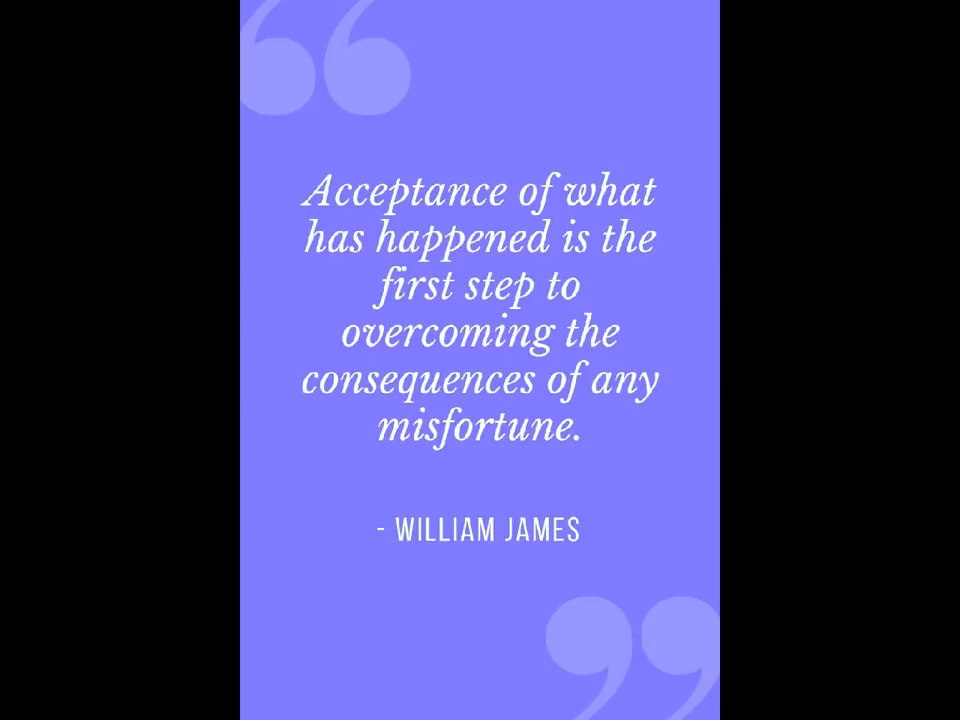 Acceptance of what
has happened is the
first step to
overcoming the
consequences of any
misfortune.
- WILLIAM JAMES